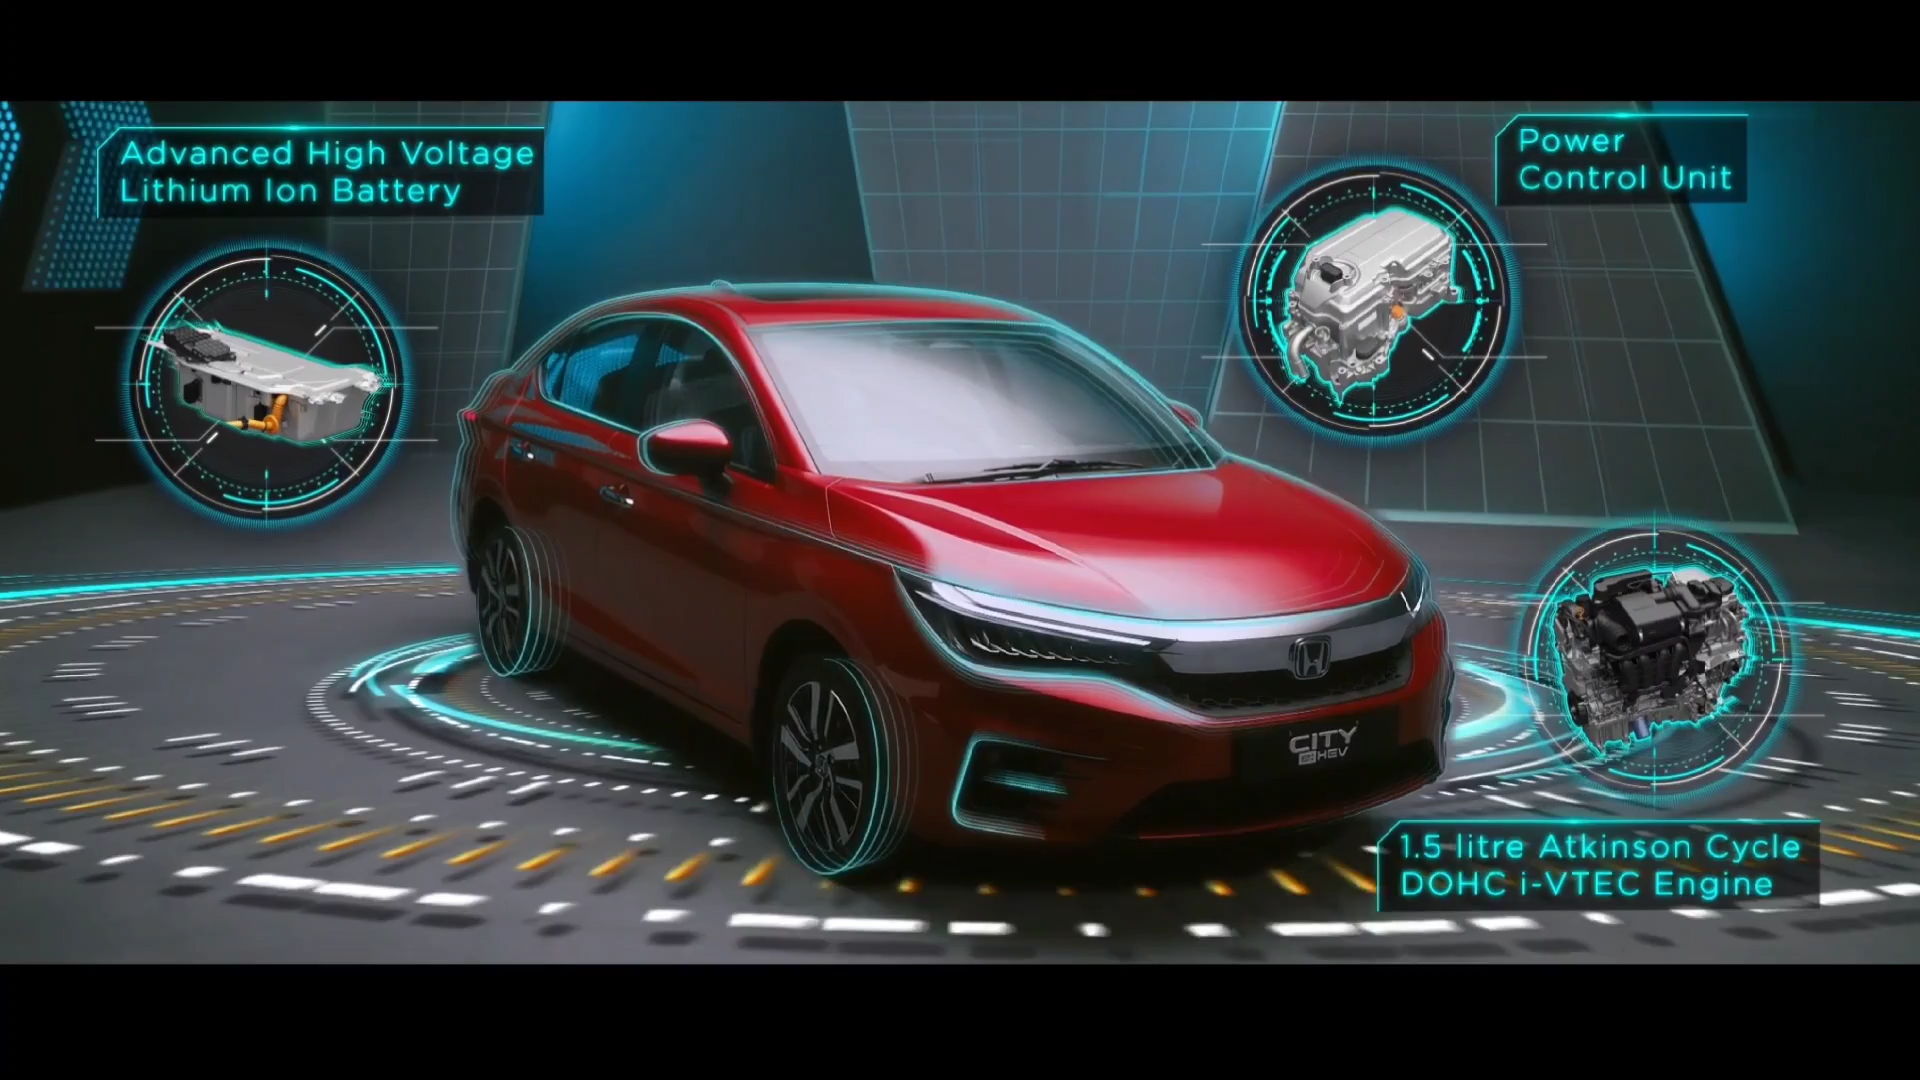 Advanced High Voltage
Lithium Ion Battery
Power
Control Unit
CITY
e:HEV
1.5 litre Atkinson Cycle
DOHC i-VTEC Engine